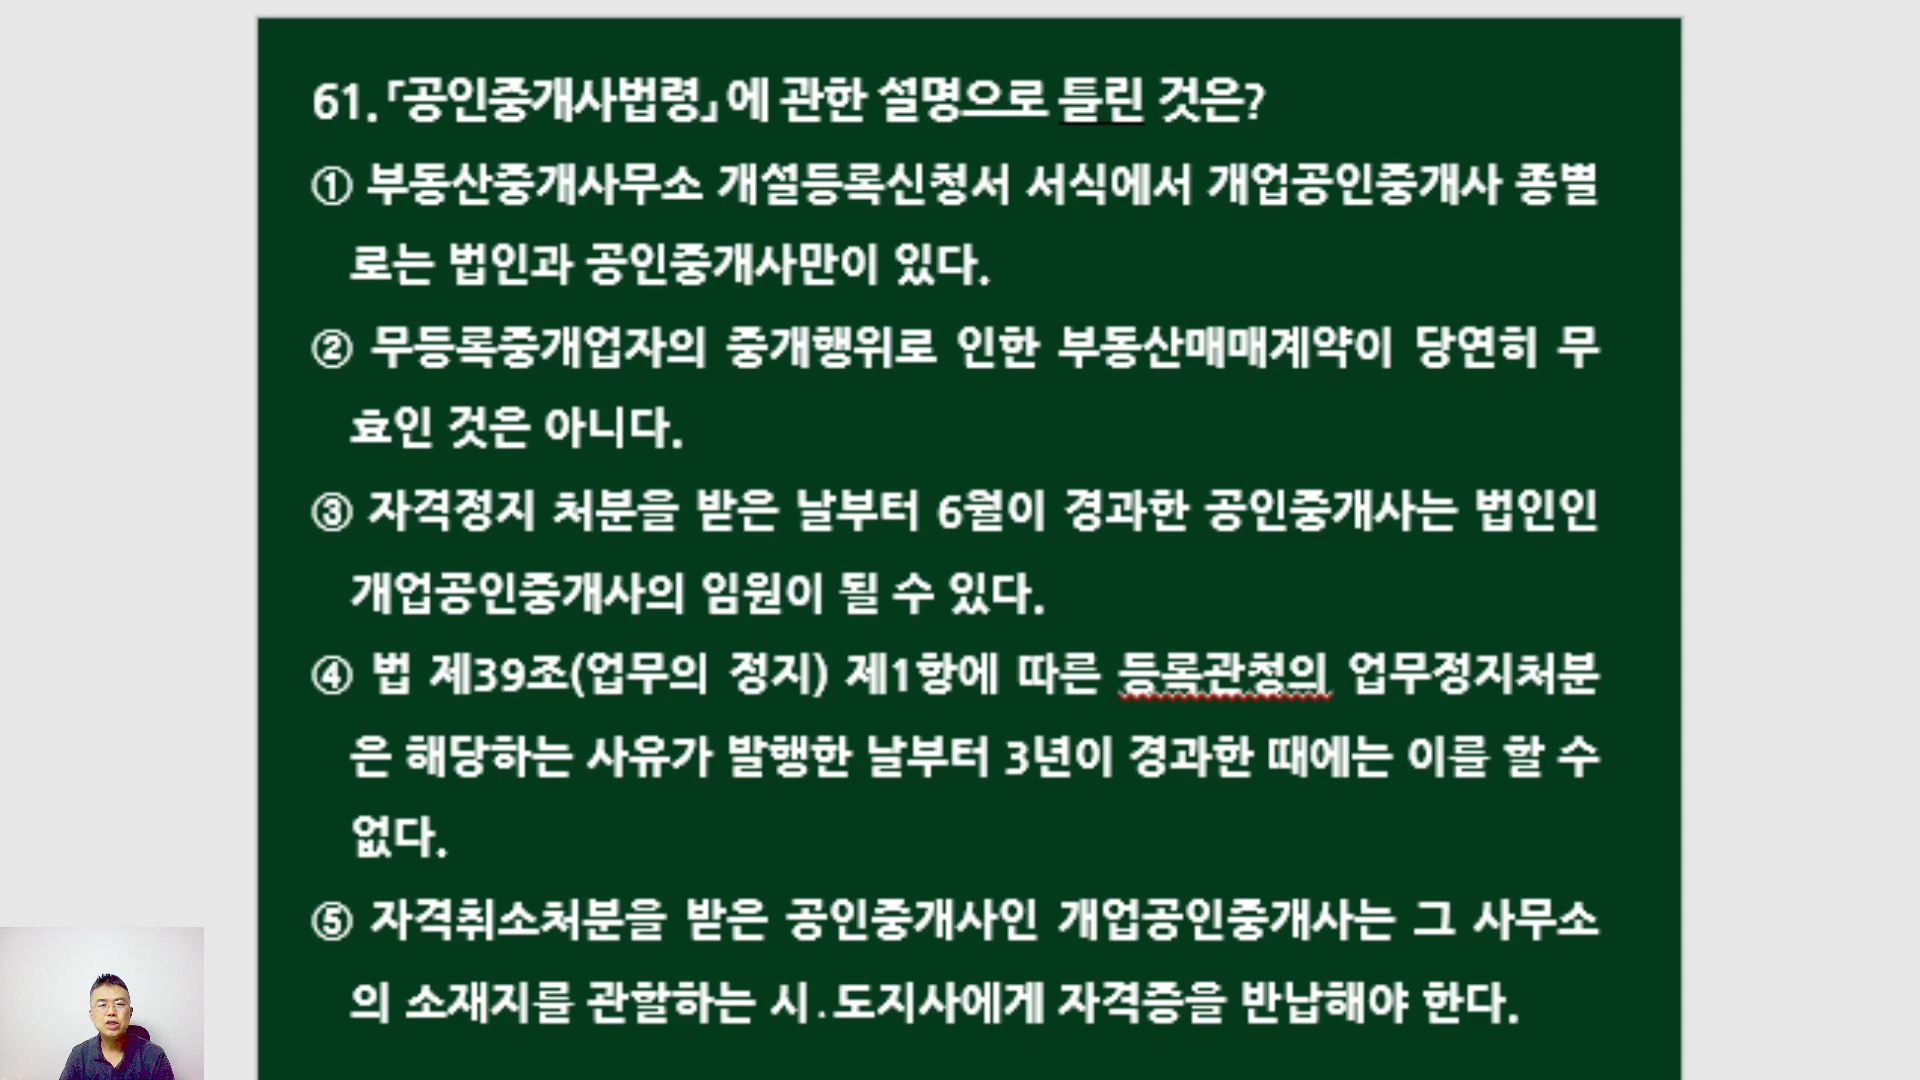 61.「공인중개사법령」에 관한 설명으로 틀린 것은?
① 부동산중개사무소 개설등록신청서 서식에서 개업공인중개사 종별
로는 법인과 공인중개사만이 있다.
② 무등록중개업자의 중개행위로 인한 부동산매매계약이 당연히 무
효인 것은 아니다.
③ 자격정지 처분을 받은 날부터 6월이 경과한 공인중개사는 법인인
개업공인중개사의 임원이 될 수 있다.
④ 법 제39조(업무의 정지) 제1항에 따른 등록관청의 업무정지처분
은 해당하는 사유가 발행한 날부터 3년이 경과한 때에는 이를 할 수
없다.
⑤ 자격취소처분을 받은 공인중개사인 개업공인중개사는 그 사무소
의 소재지를 관할하는 시.도지사에게 자격증을 반납해야 한다.